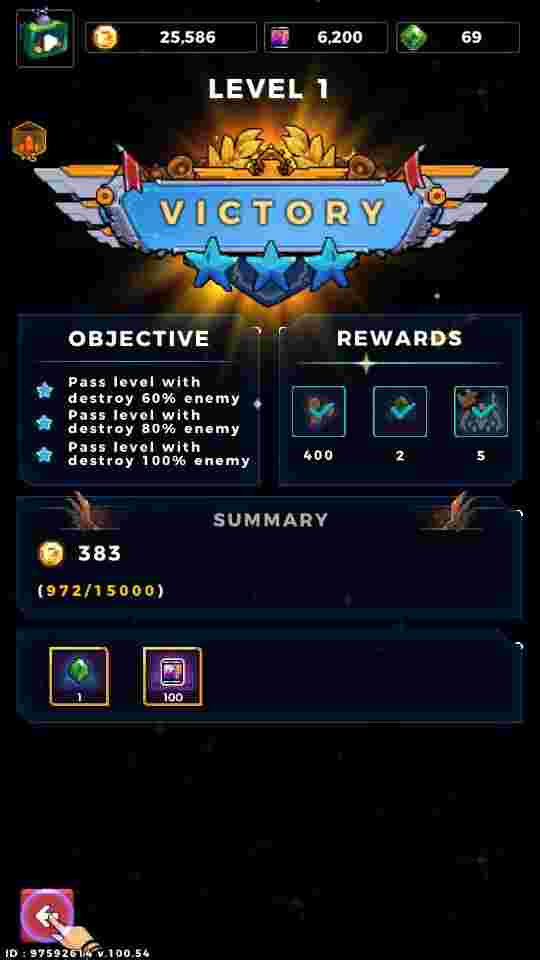 25,586
6,200
69
LEVEL 1
VICTORY
OBJECTIVE
Pass level with
destroy 60% enemy
Pass level with
destroy 80% enemy
Pass level with
destroy 100% enemy
REWARDS
400
2
5
SUMMARY
383
(972/15000)
1
100
ID : 97592614 v.100.54